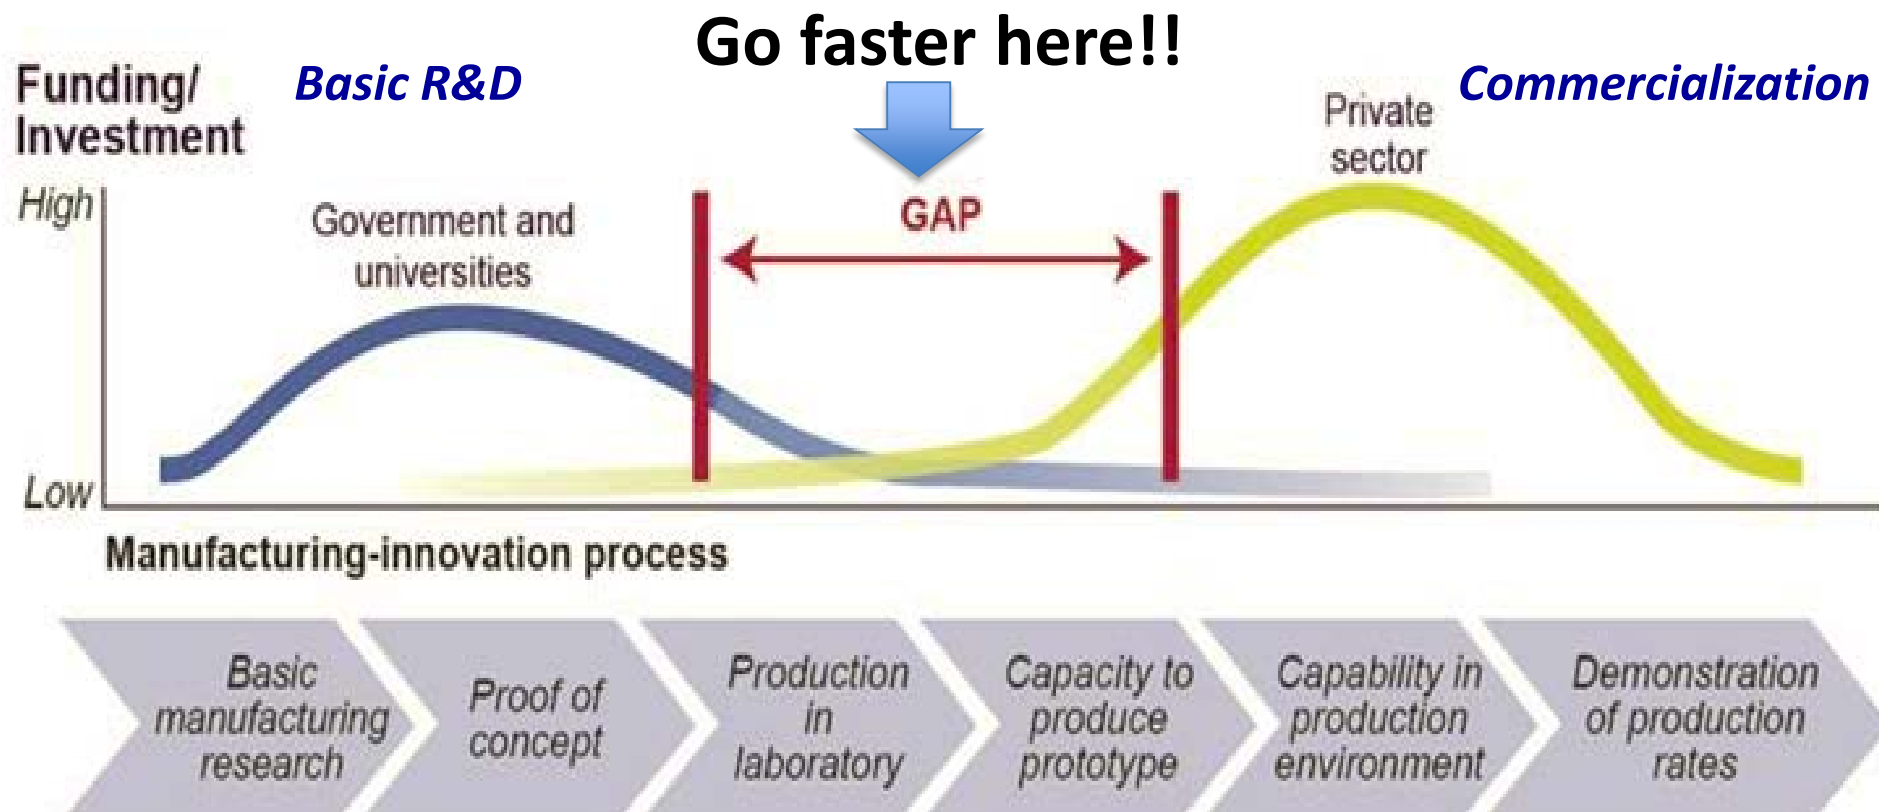 Go faster here!!
Funding/
Investment
Basic R&D
Commercialization
Private
sector
High
Government and
universities
GAP
Low
Manufacturing-innovation process
Basic
manufacturing
research
Proof of
concept
Production
in
laboratory
Capacity to
produce
prototype
Capability in
production
environment
Demonstration
of production
rates